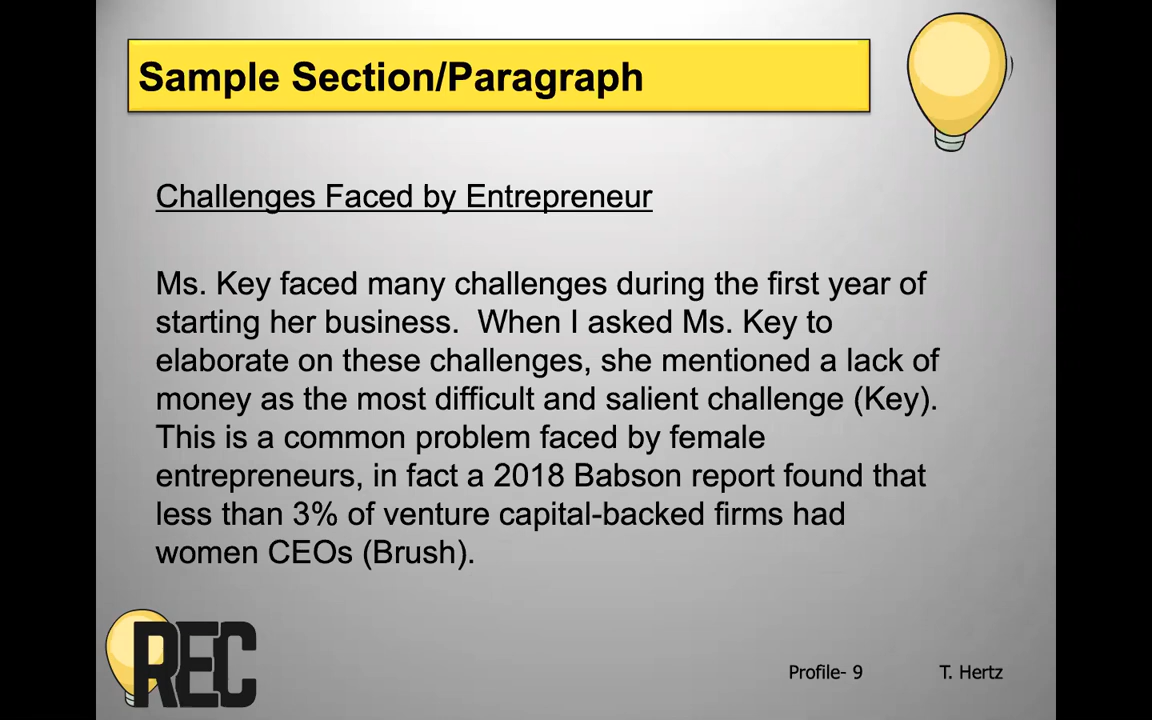 Sample Section/Paragraph
Challenges Faced by Entrepreneur
Ms. Key faced many challenges during the first year of
starting her business.  When I asked Ms. Key to
elaborate on these challenges, she mentioned a lack of
money as the most difficult and salient challenge (Key).
This is a common problem faced by female
entrepreneurs, in fact a 2018 Babson report found that
less than 3% of venture capital-backed firms had
women CEOs (Brush).
REC
Profile- 9 T. Hertz